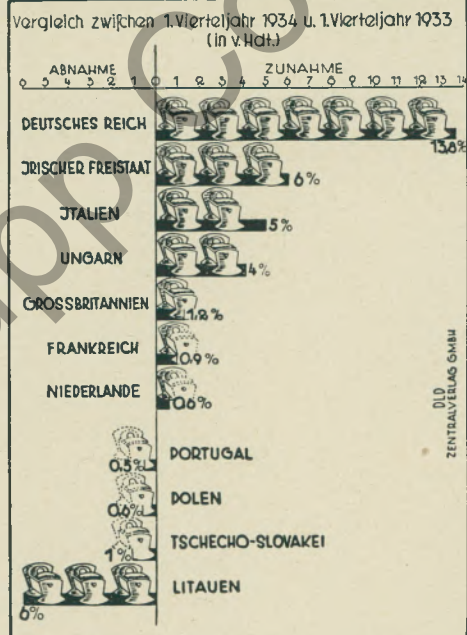 Vergleich zwiſchen 1. Vierteljahr 1934 u. 1. Vierteljahr 1933
(in v. Hdt.)
ABNAHME ZUNAHME
6 5 4 3 2 1 0 1 2 3 4 5 6 7 8 9 10 11 12 13 14
DEUTSCHES REICH
13,8%
JRISCHER FREISTAAT
6%
JTALIEN
5%
UNGARN
4%
GROSSBRITANNIEN
1.2%
FRANKREICH
0.9%
NIEDERLANDE
0.6%
0.5% PORTUGAL
0.6% POLEN
1% TSCHECHO-SLOVAKEI
LITAUEN
6%
DLD
ZENTRALVERLAG GMBH